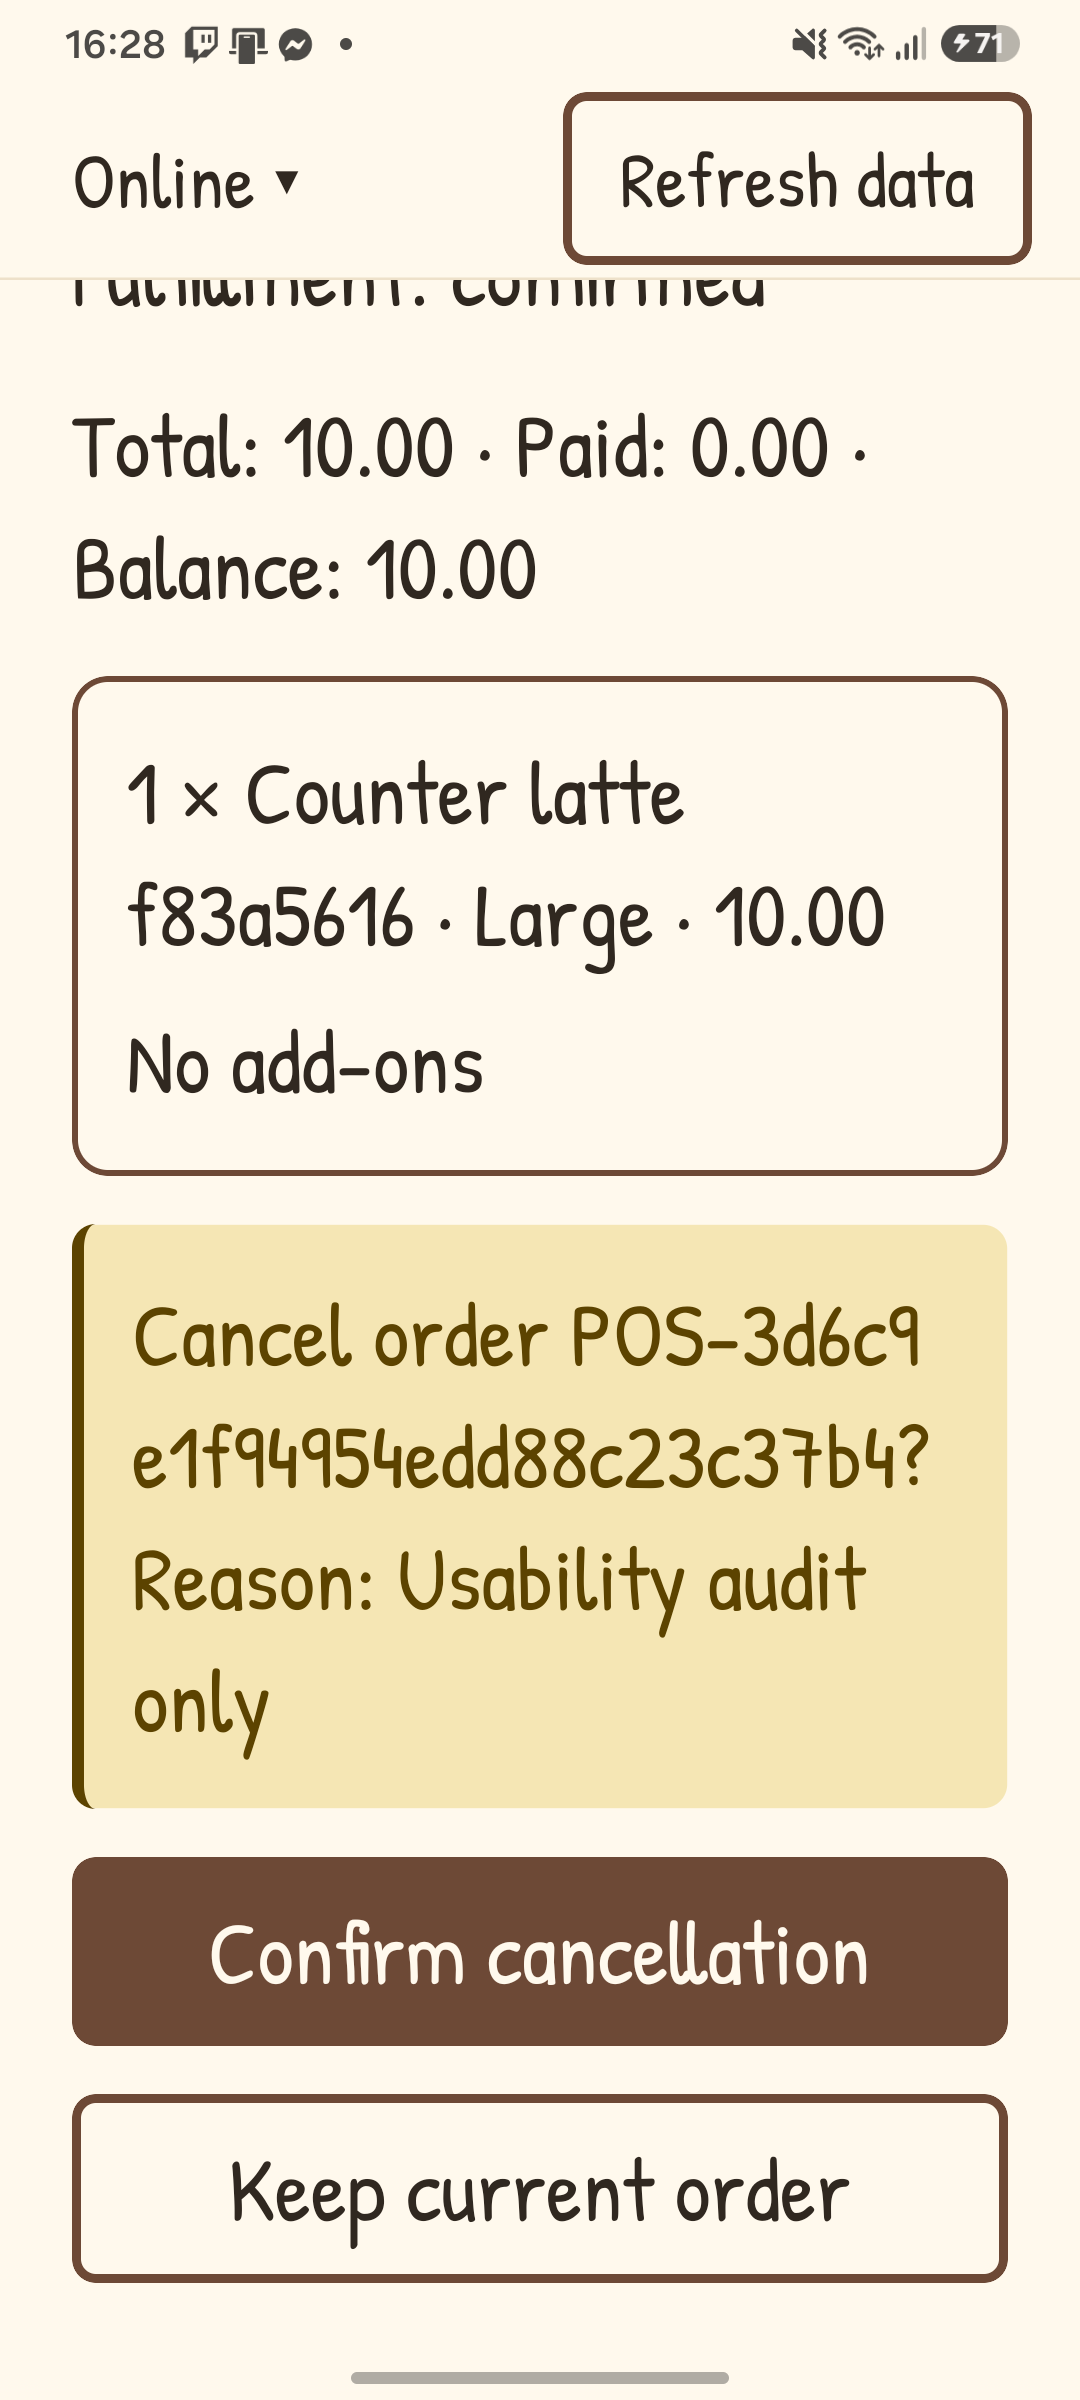 16:28
71
Online ▼
Refresh data
Fulfillment: confirmed
Total: 10.00 · Paid: 0.00 ·
Balance: 10.00
1 × Counter latte
f83a5616 · Large · 10.00
No add-ons
Cancel order POS-3d6c9
e1f94954edd88c23c37b4?
Reason: Usability audit
only
Confirm cancellation
Keep current order